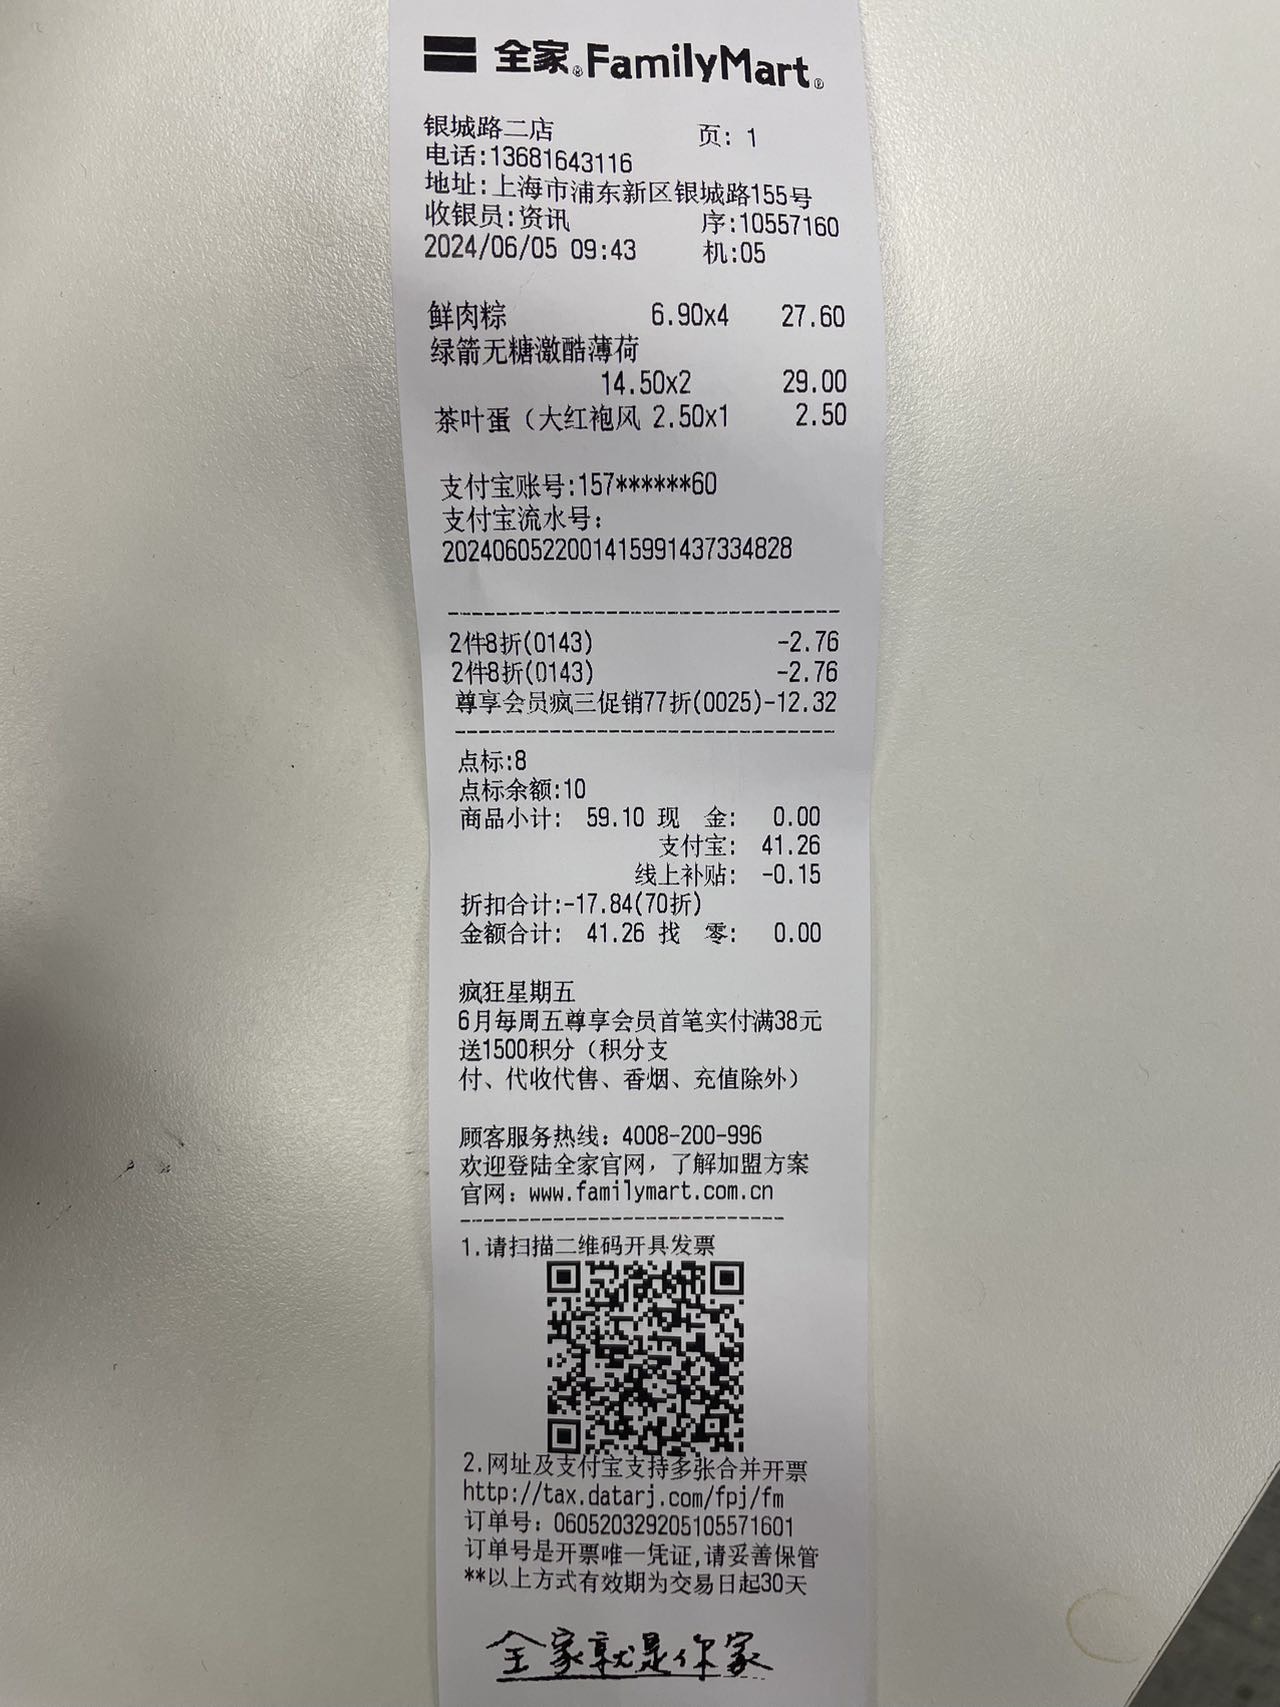 全家® FamilyMart®
银城路二店 页: 1
电话:13681643116
地址:上海市浦东新区银城路155号
收银员:资讯 序:10557160
2024/06/05 09:43 机:05
鲜肉粽 6.90x4 27.60
绿箭无糖激酷薄荷
14.50x2 29.00
茶叶蛋（大红袍风 2.50x1 2.50
支付宝账号:157******60
支付宝流水号:
2024060522001415991437334828
2件8折(0143) -2.76
2件8折(0143) -2.76
尊享会员疯三促销77折(0025)-12.32
点标:8
点标余额:10
商品小计: 59.10 现 金: 0.00
支付宝: 41.26
线上补贴: -0.15
折扣合计:-17.84(70折)
金额合计: 41.26 找 零: 0.00
疯狂星期五
6月每周五尊享会员首笔实付满38元
送1500积分（积分支
付、代收代售、香烟、充值除外）
顾客服务热线: 4008-200-996
欢迎登陆全家官网，了解加盟方案
官网: www.familymart.com.cn
1.请扫描二维码开具发票
2.网址及支付宝支持多张合并开票
http://tax.datarj.com/fpj/fm
订单号: 060520329205105571601
订单号是开票唯一凭证,请妥善保管
**以上方式有效期为交易日起30天
全家就是你家